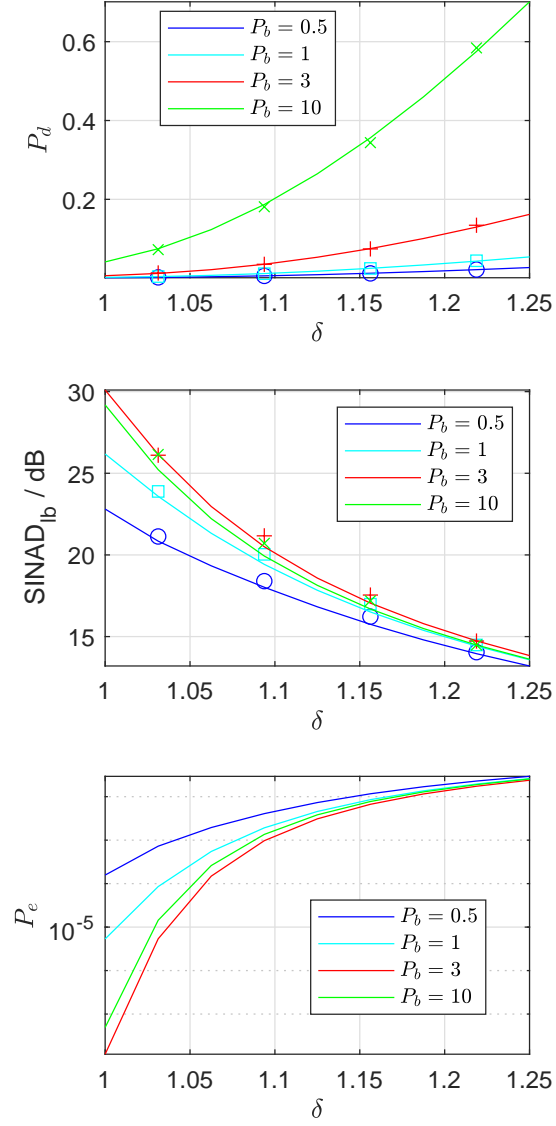 0.6
0.4
0.2
P_d
P_b = 0.5
P_b = 1
P_b = 3
P_b = 10
1 1.05 1.1 1.15 1.2 1.25
δ
30
25
20
15
SINAD_lb / dB
P_b = 0.5
P_b = 1
P_b = 3
P_b = 10
1 1.05 1.1 1.15 1.2 1.25
δ
10^-5
P_e
P_b = 0.5
P_b = 1
P_b = 3
P_b = 10
1 1.05 1.1 1.15 1.2 1.25
δ